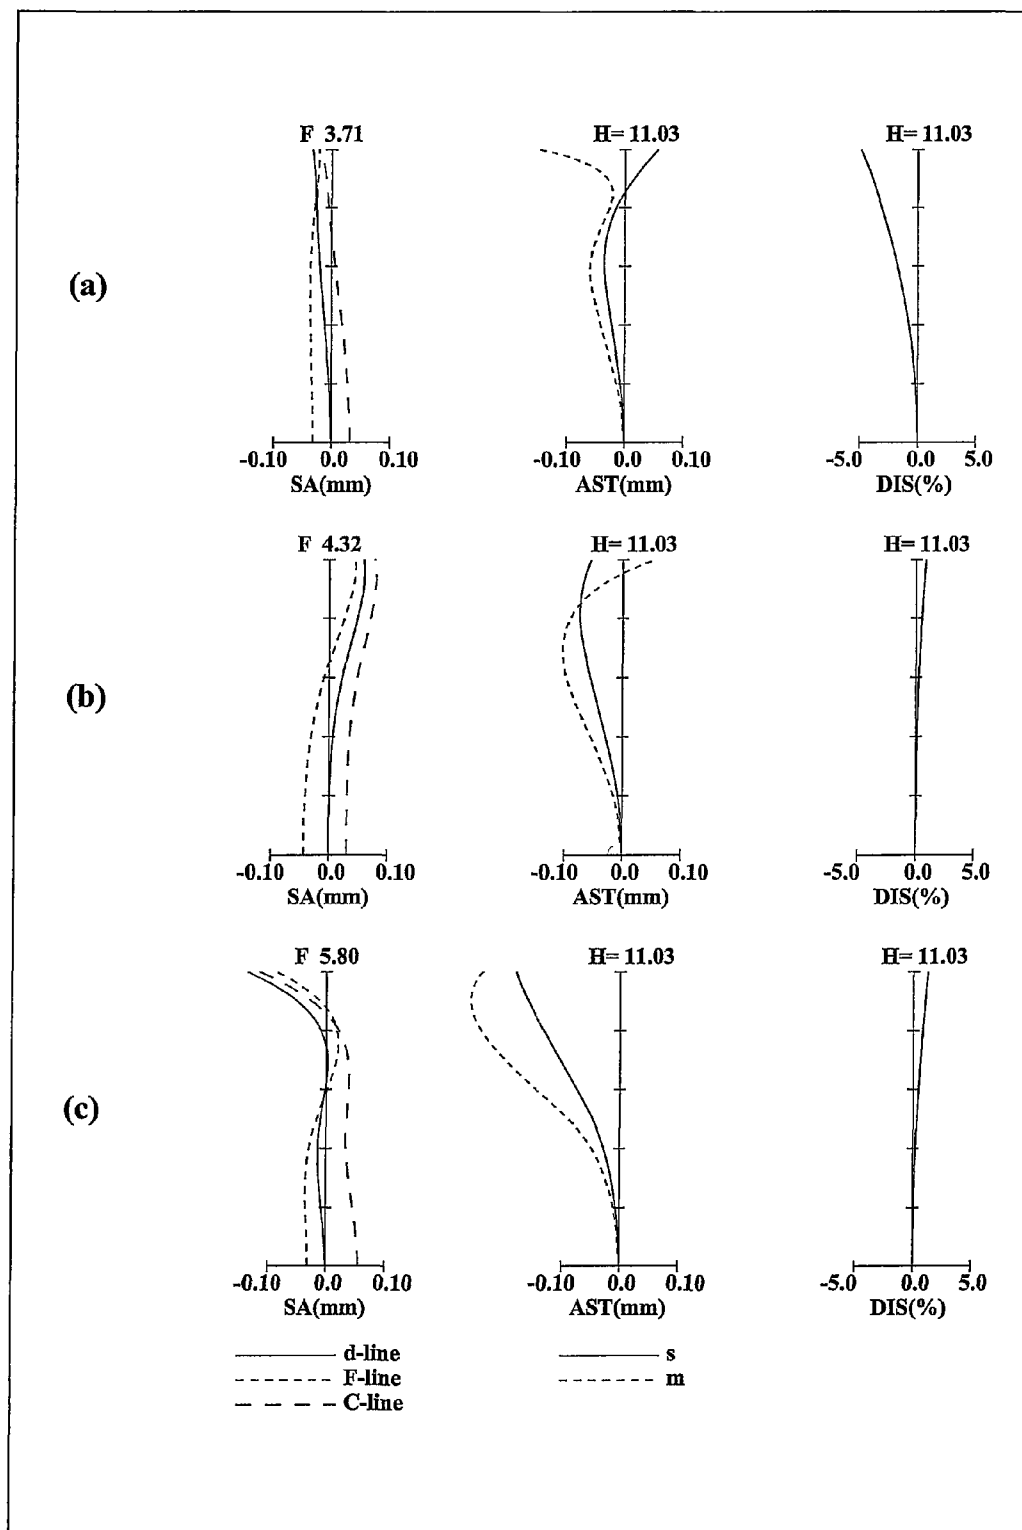 F 3.71 H= 11.03 H= 11.03
(a)
-0.10 0.0 0.10 -0.10 0.0 0.10 -5.0 0.0 5.0
SA(mm) AST(mm) DIS(%)
F 4.32 H= 11.03 H= 11.03
(b)
-0.10 0.0 0.10 -0.10 0.0 0.10 -5.0 0.0 5.0
SA(mm) AST(mm) DIS(%)
F 5.80 H= 11.03 H= 11.03
(c)
-0.10 0.0 0.10 -0.10 0.0 0.10 -5.0 0.0 5.0
SA(mm) AST(mm) DIS(%)
d-line s
F-line m
C-line